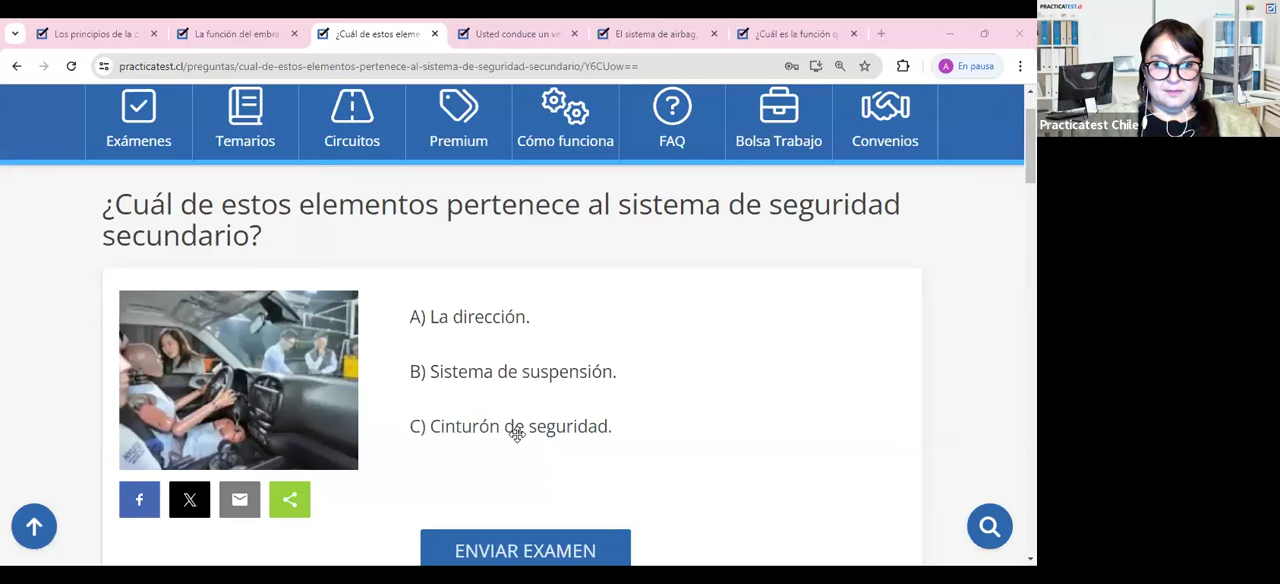 Los principios de la c
La función del embra
¿Cuál de estos eleme
Usted conduce un ve
El sistema de airbag,
¿Cuál es la función q
practicatest.cl/preguntas/cual-de-estos-elementos-pertenece-al-sistema-de-seguridad-secundario/Y6CUow==
A En pausa
PRACTICATEST.cl
Practicatest Chile
Exámenes
Temarios
Circuitos
Premium
Cómo funciona
FAQ
Bolsa Trabajo
Convenios
¿Cuál de estos elementos pertenece al sistema de seguridad
secundario?
A) La dirección.
B) Sistema de suspensión.
C) Cinturón de seguridad.
ENVIAR EXAMEN